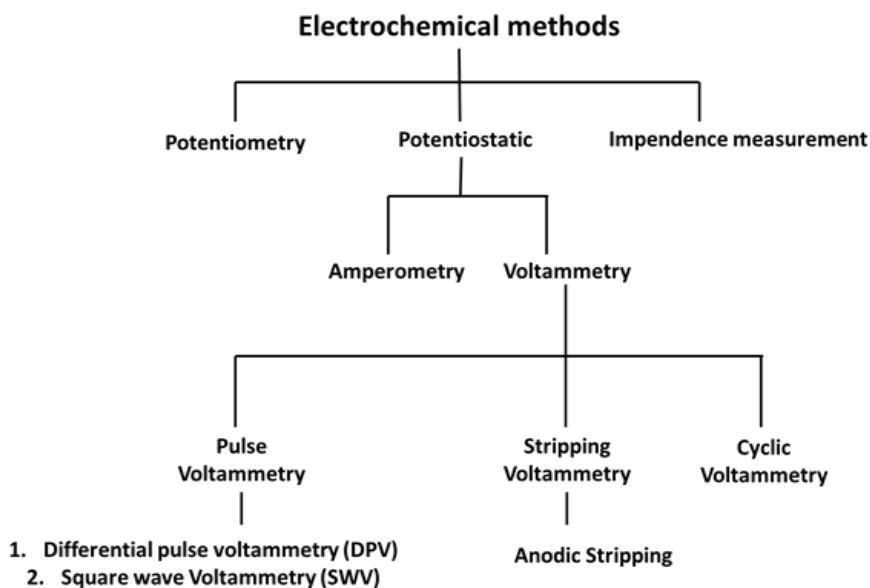 Electrochemical methods
Potentiometry
Potentiostatic
Impendence measurement
Amperometry
Voltammetry
Pulse
Voltammetry
Stripping
Voltammetry
Cyclic
Voltammetry
1. Differential pulse voltammetry (DPV)
2. Square wave Voltammetry (SWV)
Anodic Stripping